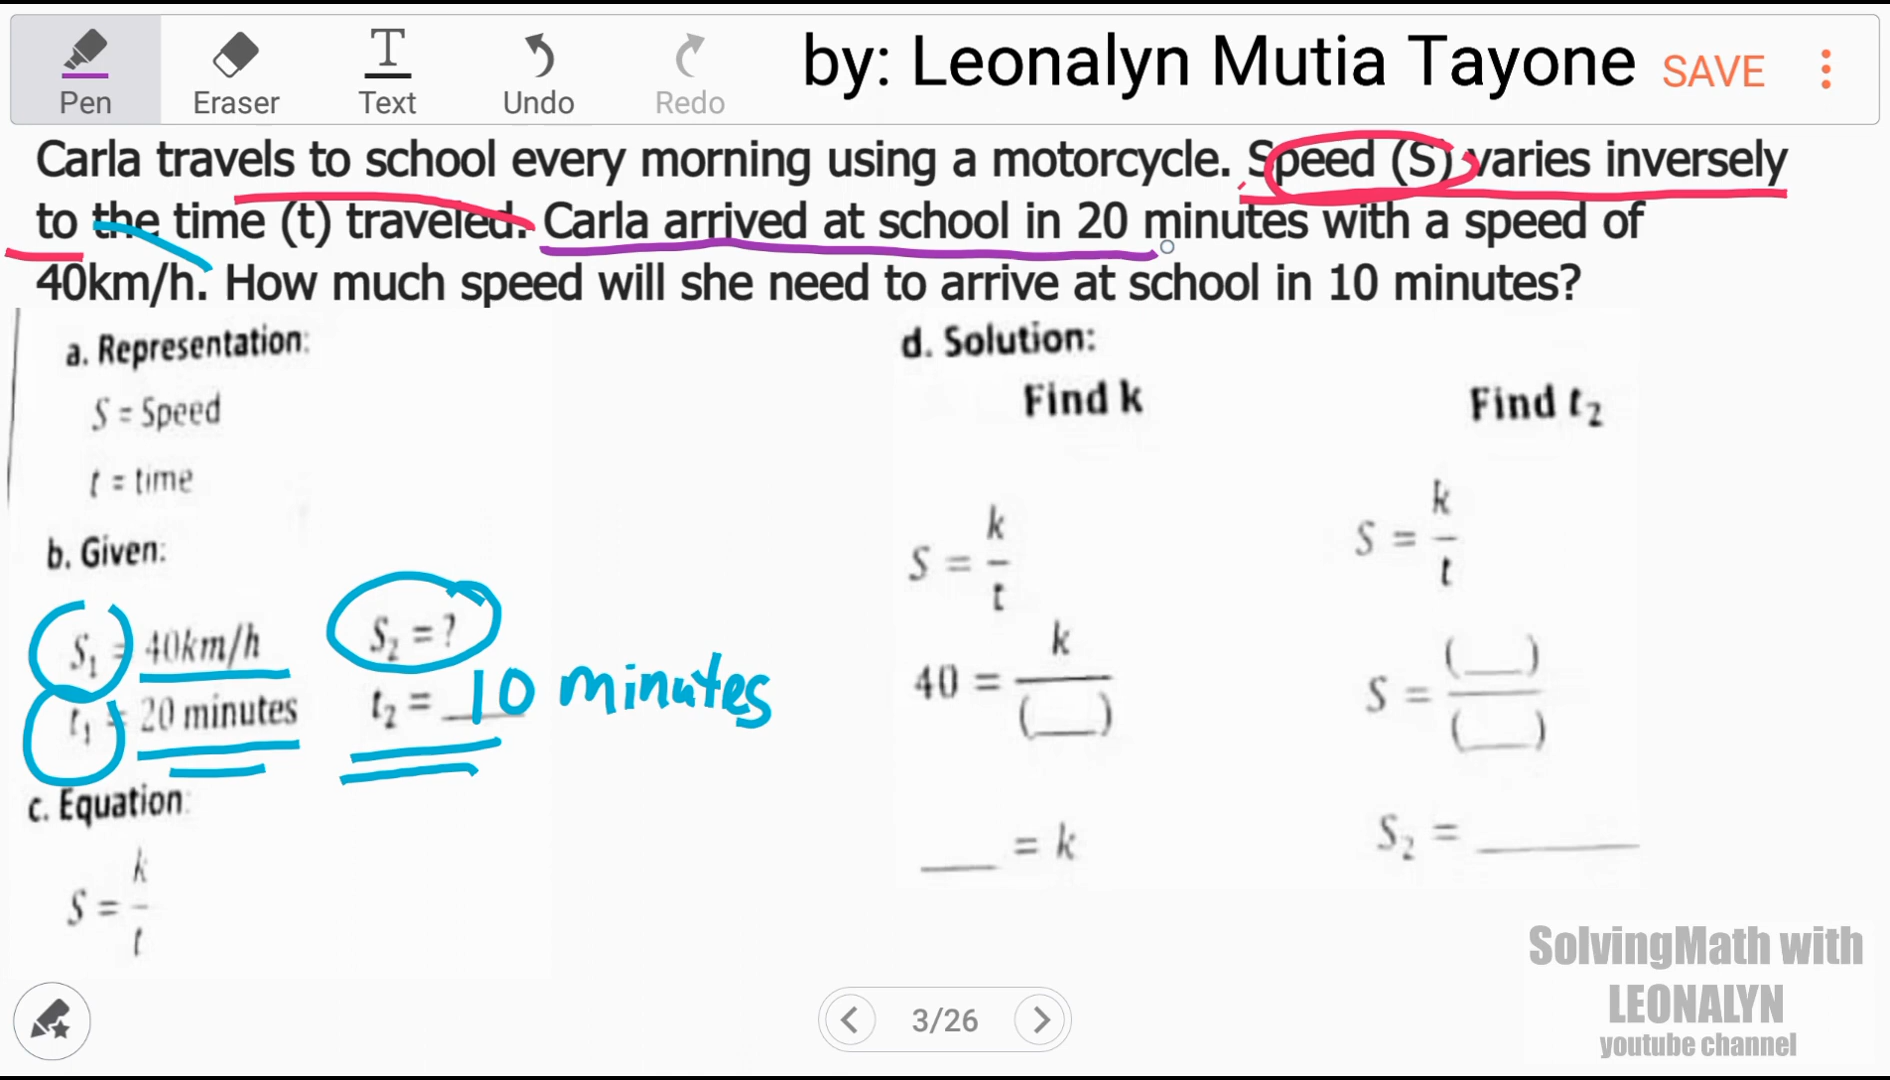 Pen
Eraser
T
Text
Undo
Redo
by: Leonalyn Mutia Tayone
SAVE
Carla travels to school every morning using a motorcycle. Speed (S) varies inversely
to the time (t) traveled. Carla arrived at school in 20 minutes with a speed of
40km/h. How much speed will she need to arrive at school in 10 minutes?
a. Representation:
S = Speed
t = time
b. Given:
S₁ = 40km/h
S₂ = ?
t₁ = 20 minutes
t₂ = 10 minutes
c. Equation:
S = k/t
d. Solution:
Find k
S = k/t
40 = k/(__)
___ = k
Find t₂
S = k/t
S = (__)/(__)
S₂ = ______
3/26
SolvingMath with
LEONALYN
youtube channel